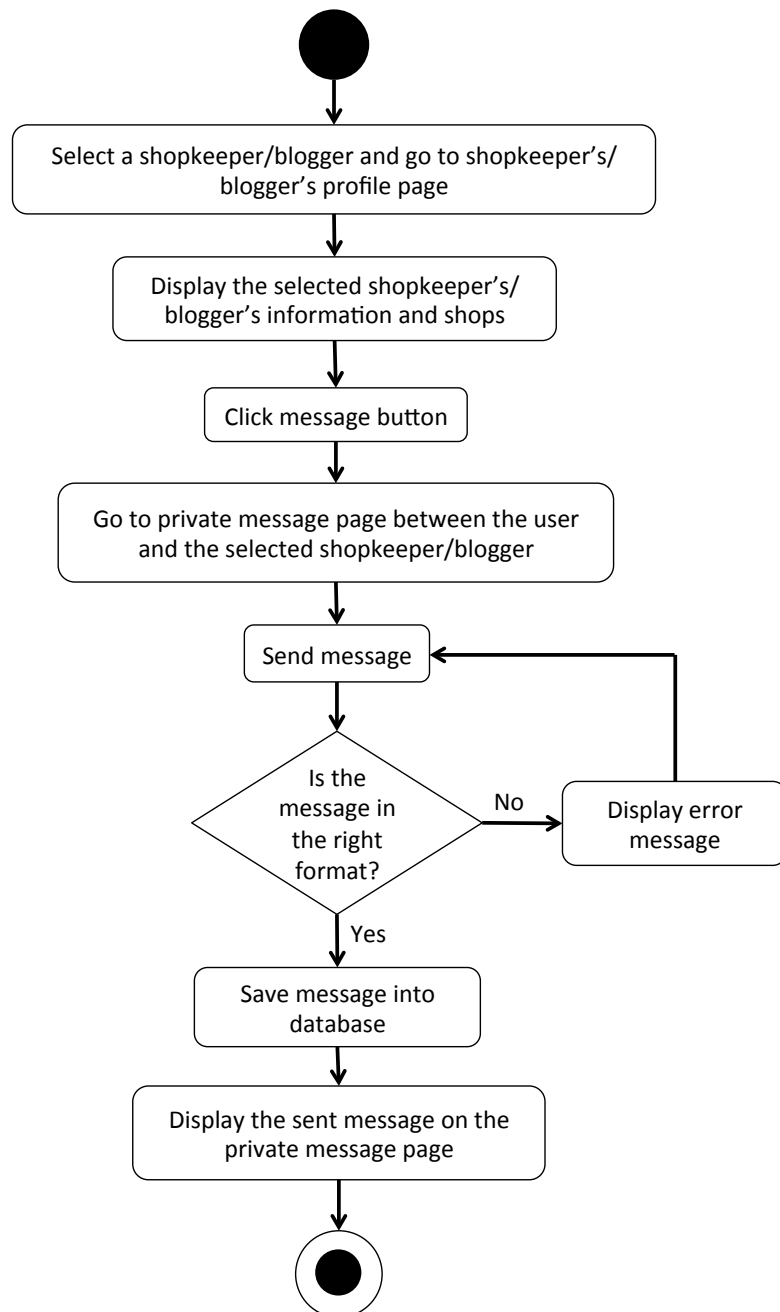 Select a shopkeeper/blogger and go to shopkeeper’s/
blogger’s profile page
Display the selected shopkeeper’s/
blogger’s information and shops
Click message button
Go to private message page between the user
and the selected shopkeeper/blogger
Send message
Is the
message in
the right
format?
No
Display error
message
Yes
Save message into
database
Display the sent message on the
private message page